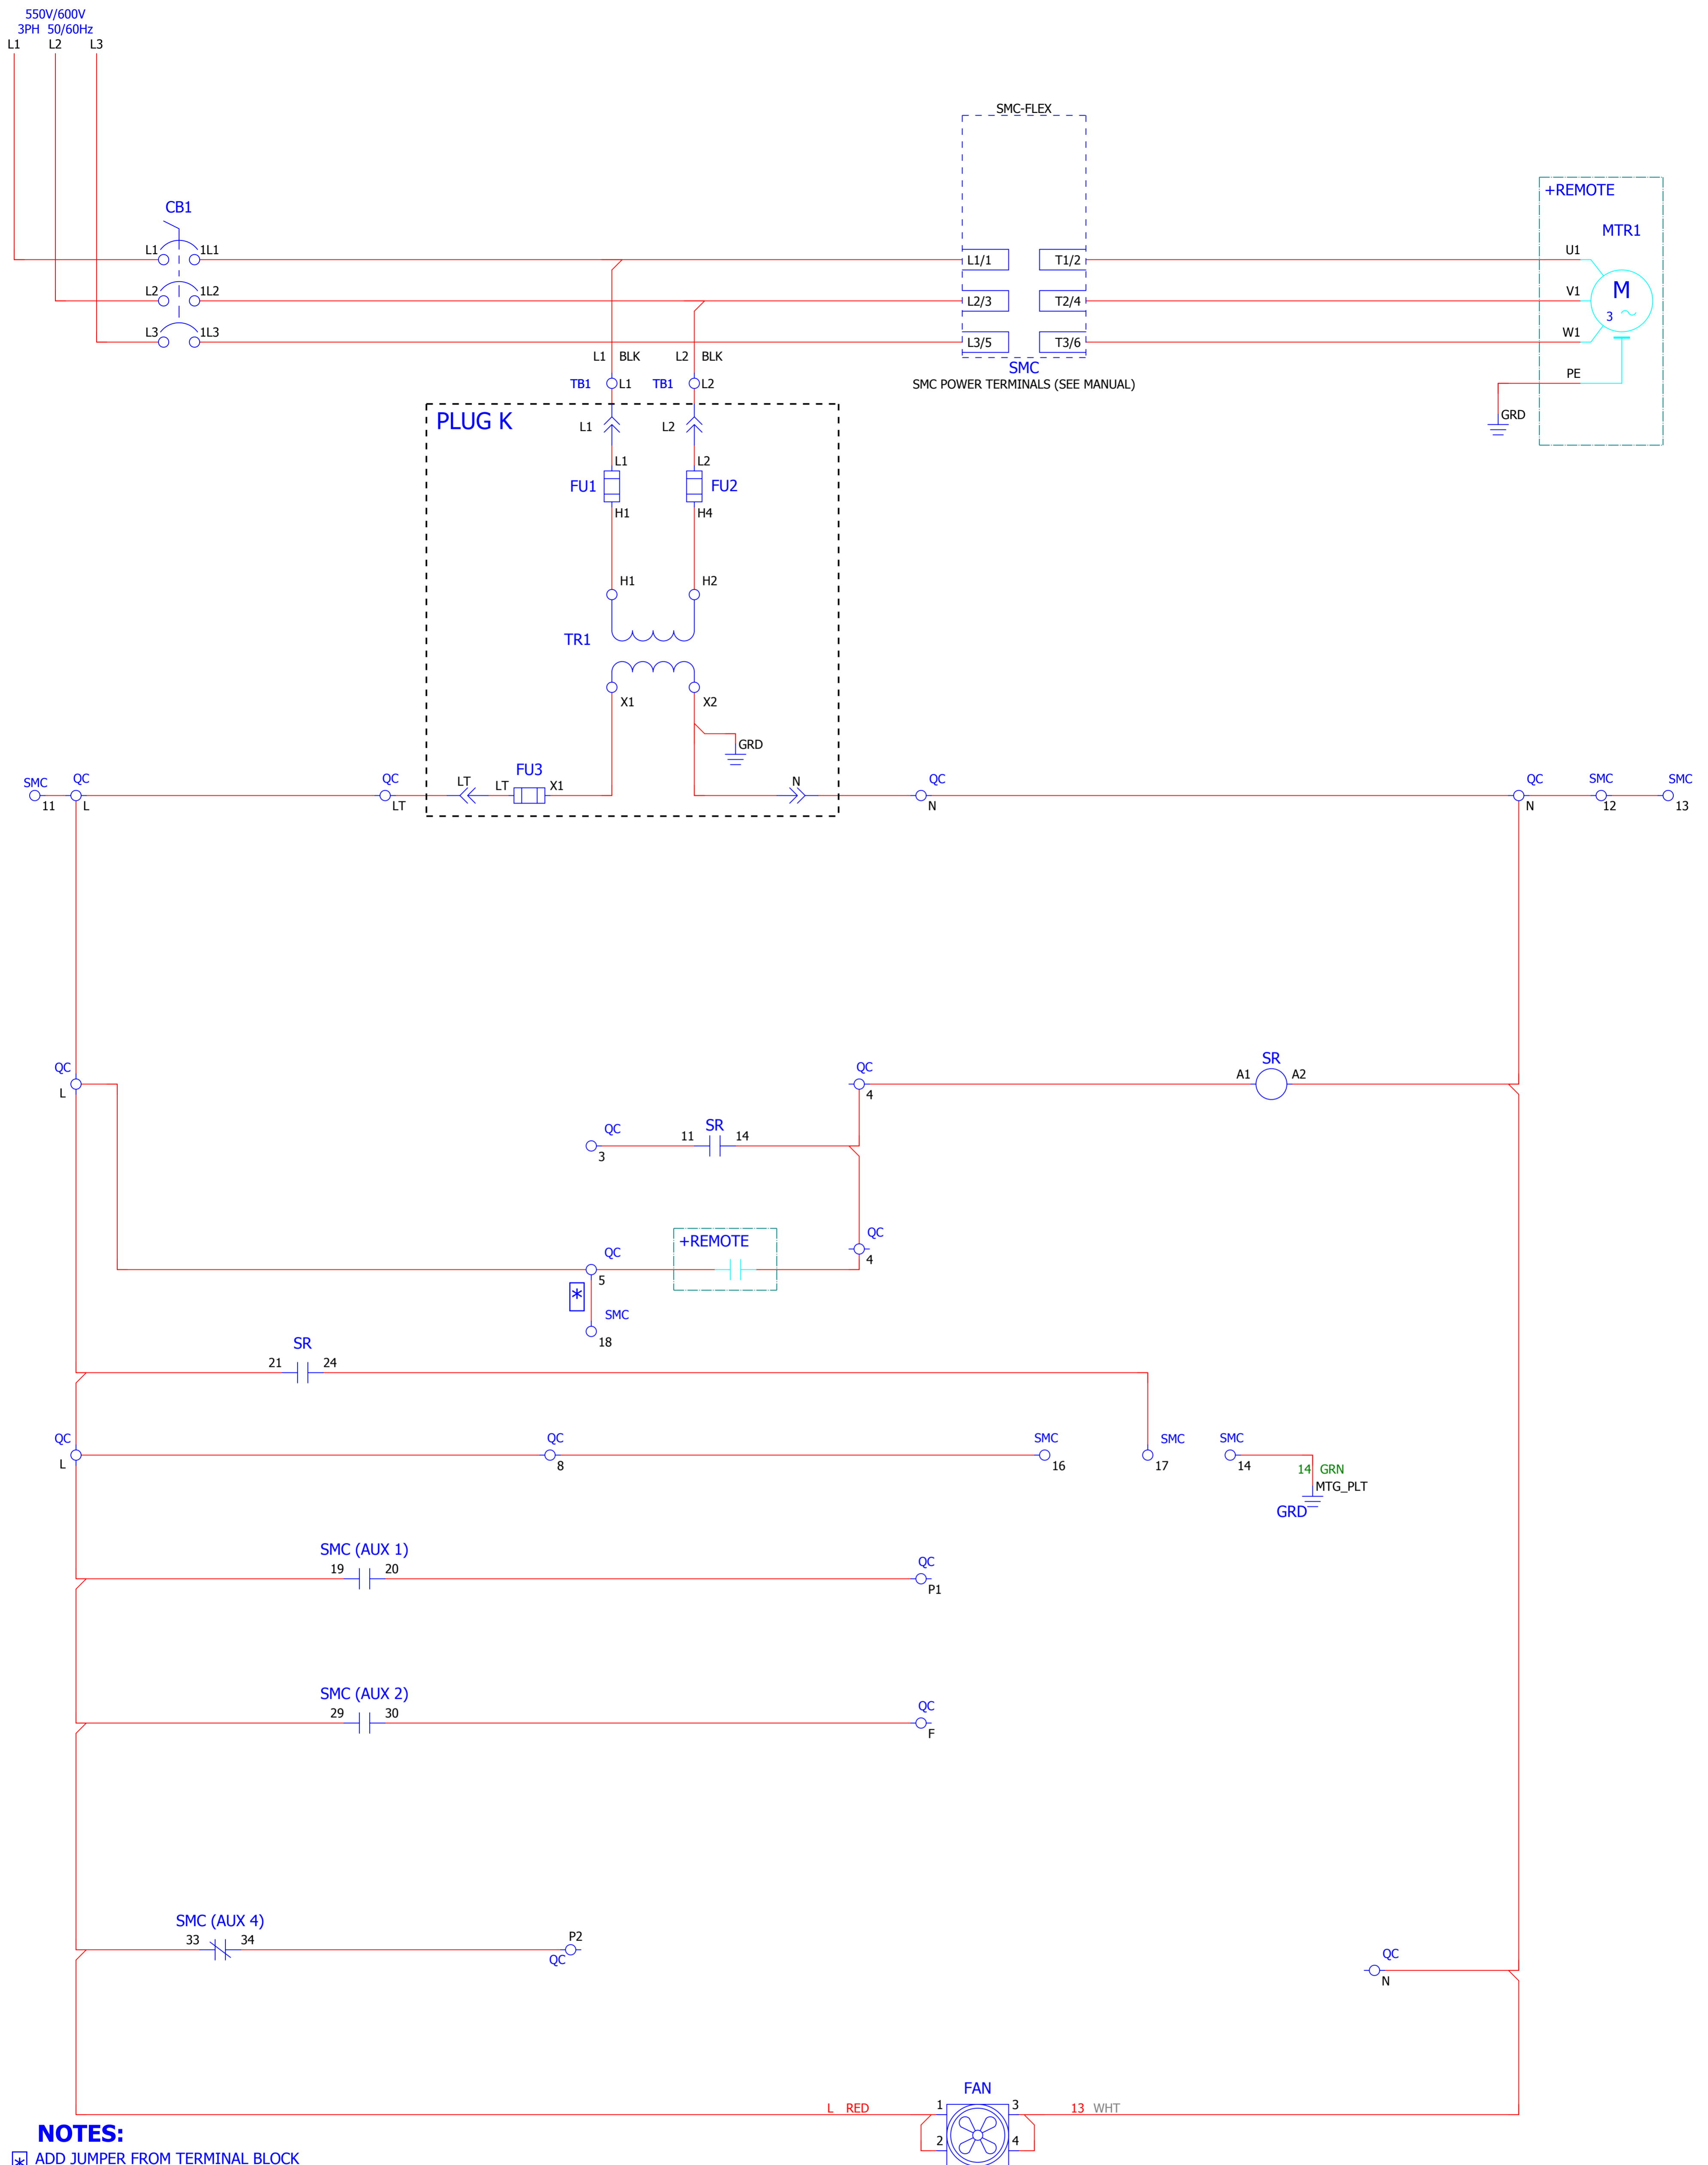 550V/600V
3PH 50/60Hz
L1 L2 L3
SMC-FLEX
+REMOTE
CB1
MTR1
L1 1L1
L1/1 T1/2
U1
L2 1L2
L2/3 T2/4
V1
M
3
L3 1L3
L3/5 T3/6
W1
L1 BLK L2 BLK
SMC
SMC POWER TERMINALS (SEE MANUAL)
PE
TB1 L1 TB1 L2
GRD
PLUG K
L1 L2
L1 L2
FU1 FU2
H1 H4
H1 H2
TR1
X1 X2
GRD
FU3
SMC QC QC LT LT X1 N QC QC SMC SMC
11 L LT N N 12 13
QC QC SR
A1 A2
L 4
QC SR
11 14
3
QC
+REMOTE
4
QC
5
*
SMC
18
SR
21 24
QC QC SMC SMC SMC
L 8 16 17 14
14 GRN
MTG_PLT
GRD
SMC (AUX 1)
19 20
QC
P1
SMC (AUX 2)
29 30
QC
F
SMC (AUX 4)
33 34
P2
QC
QC
N
FAN
L RED 1 3 13 WHT
2 4
NOTES:
* ADD JUMPER FROM TERMINAL BLOCK